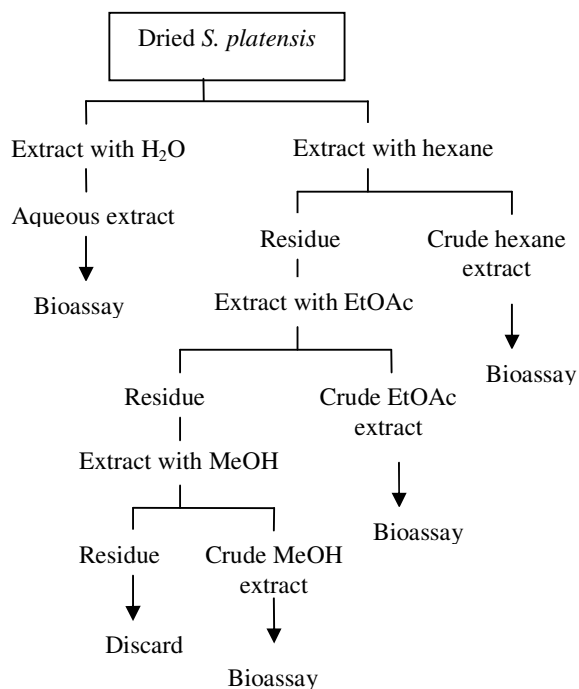 Dried S. platensis
Extract with H₂O
Extract with hexane
Aqueous extract
Residue
Crude hexane
extract
Bioassay
Extract with EtOAc
Bioassay
Residue
Crude EtOAc
extract
Extract with MeOH
Bioassay
Residue
Crude MeOH
extract
Discard
Bioassay